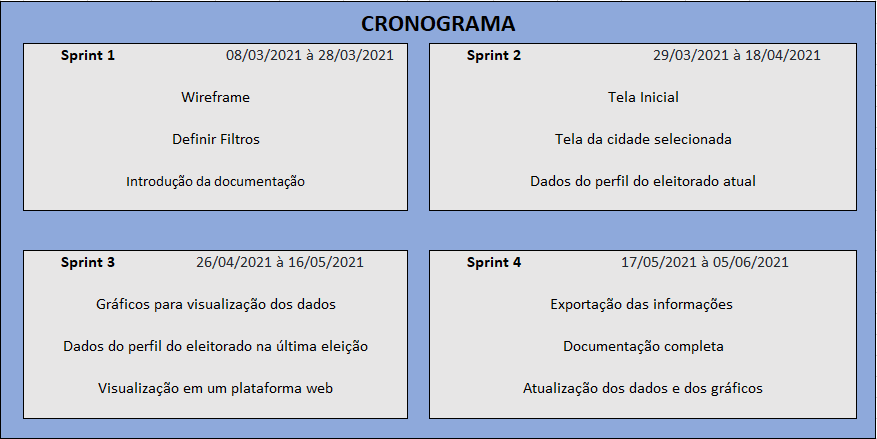 CRONOGRAMA
Sprint 1 08/03/2021 à 28/03/2021
Wireframe
Definir Filtros
Introdução da documentação
Sprint 2 29/03/2021 à 18/04/2021
Tela Inicial
Tela da cidade selecionada
Dados do perfil do eleitorado atual
Sprint 3 26/04/2021 à 16/05/2021
Gráficos para visualização dos dados
Dados do perfil do eleitorado na última eleição
Visualização em um plataforma web
Sprint 4 17/05/2021 à 05/06/2021
Exportação das informações
Documentação completa
Atualização dos dados e dos gráficos